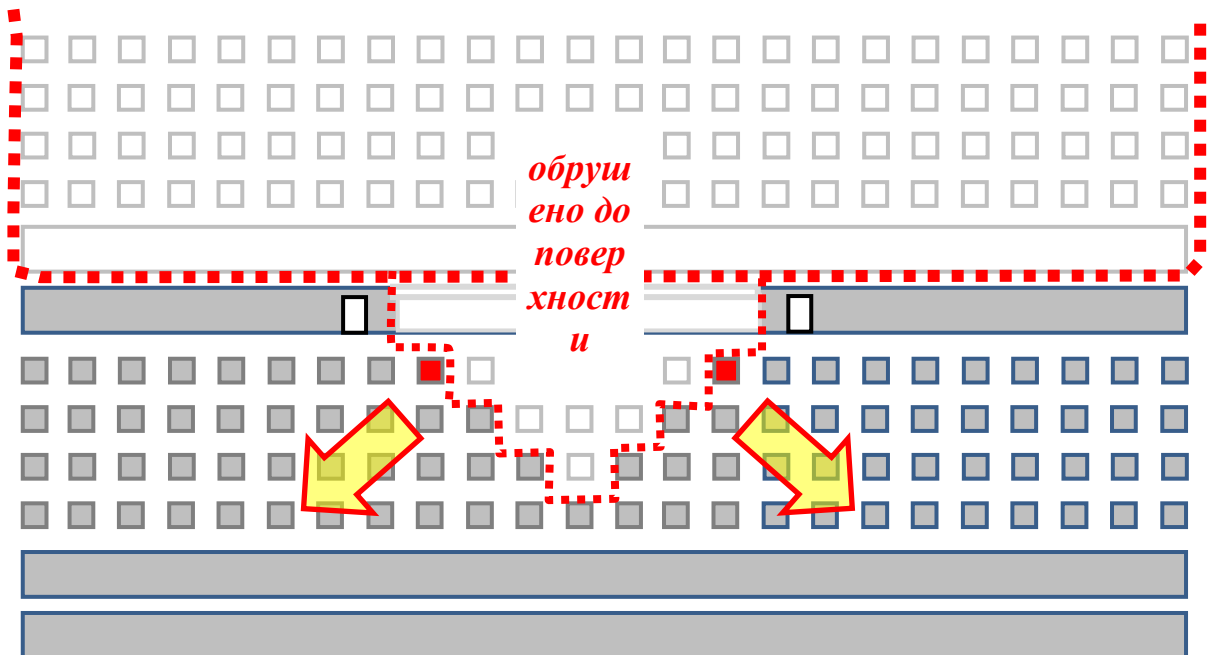 обруш
ено до
повер
хност
и